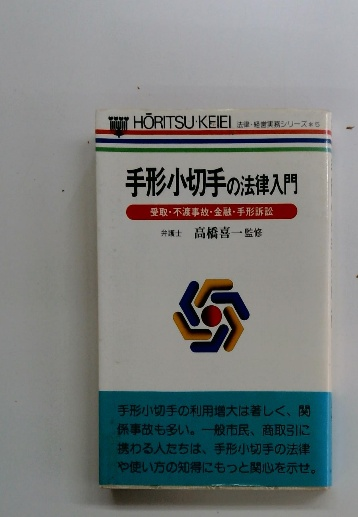 HŌRITSU·KEIEI 法律・経営実務シリーズ*5
手形小切手の法律入門
受取・不渡事故・金融・手形訴訟
弁護士 高橋喜一監修
手形小切手の利用増大は著しく、関
係事故も多い。一般市民、商取引に
携わる人たちは、手形小切手の法律
や使い方の知得にもっと関心を示せ。